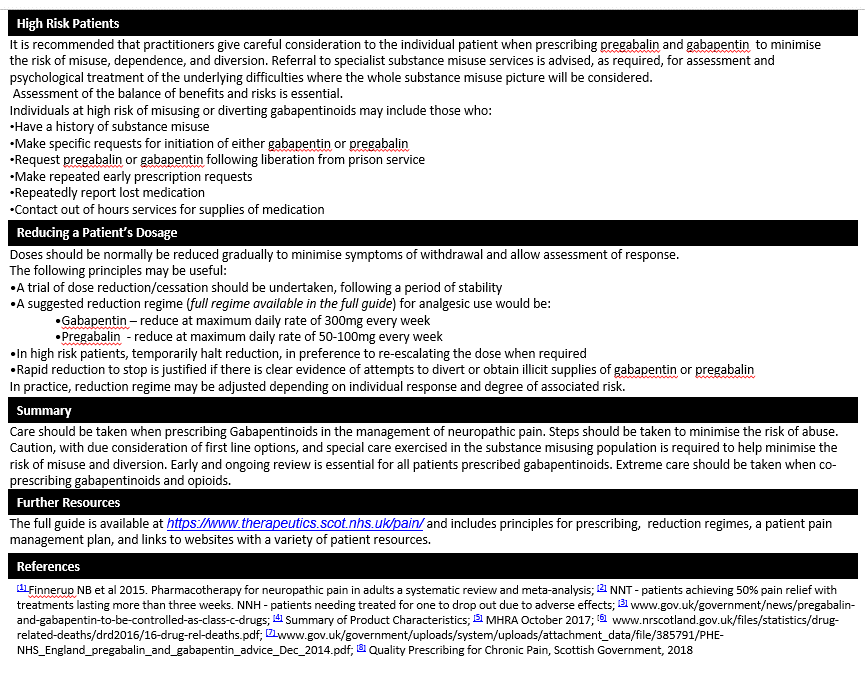 High Risk Patients
It is recommended that practitioners give careful consideration to the individual patient when prescribing pregabalin and gabapentin to minimise
the risk of misuse, dependence, and diversion. Referral to specialist substance misuse services is advised, as required, for assessment and
psychological treatment of the underlying difficulties where the whole substance misuse picture will be considered.
Assessment of the balance of benefits and risks is essential.
Individuals at high risk of misusing or diverting gabapentinoids may include those who:
•Have a history of substance misuse
•Make specific requests for initiation of either gabapentin or pregabalin
•Request pregabalin or gabapentin following liberation from prison service
•Make repeated early prescription requests
•Repeatedly report lost medication
•Contact out of hours services for supplies of medication
Reducing a Patient's Dosage
Doses should be normally be reduced gradually to minimise symptoms of withdrawal and allow assessment of response.
The following principles may be useful:
•A trial of dose reduction/cessation should be undertaken, following a period of stability
•A suggested reduction regime (full regime available in the full guide) for analgesic use would be:
•Gabapentin – reduce at maximum daily rate of 300mg every week
•Pregabalin - reduce at maximum daily rate of 50-100mg every week
•In high risk patients, temporarily halt reduction, in preference to re-escalating the dose when required
•Rapid reduction to stop is justified if there is clear evidence of attempts to divert or obtain illicit supplies of gabapentin or pregabalin
In practice, reduction regime may be adjusted depending on individual response and degree of associated risk.
Summary
Care should be taken when prescribing Gabapentinoids in the management of neuropathic pain. Steps should be taken to minimise the risk of abuse.
Caution, with due consideration of first line options, and special care exercised in the substance misusing population is required to help minimise the
risk of misuse and diversion. Early and ongoing review is essential for all patients prescribed gabapentinoids. Extreme care should be taken when co-
prescribing gabapentinoids and opioids.
Further Resources
The full guide is available at https://www.therapeutics.scot.nhs.uk/pain/ and includes principles for prescribing, reduction regimes, a patient pain
management plan, and links to websites with a variety of patient resources.
References
[1] Finnerup NB et al 2015. Pharmacotherapy for neuropathic pain in adults a systematic review and meta-analysis; [2] NNT - patients achieving 50% pain relief with
treatments lasting more than three weeks. NNH - patients needing treated for one to drop out due to adverse effects; [3] www.gov.uk/government/news/pregabalin-
and-gabapentin-to-be-controlled-as-class-c-drugs; [4] Summary of Product Characteristics; [5] MHRA October 2017; [6] www.nrscotland.gov.uk/files/statistics/drug-
related-deaths/drd2016/16-drug-rel-deaths.pdf; [7] www.gov.uk/government/uploads/system/uploads/attachment_data/file/385791/PHE-
NHS_England_pregabalin_and_gabapentin_advice_Dec_2014.pdf; [8] Quality Prescribing for Chronic Pain, Scottish Government, 2018